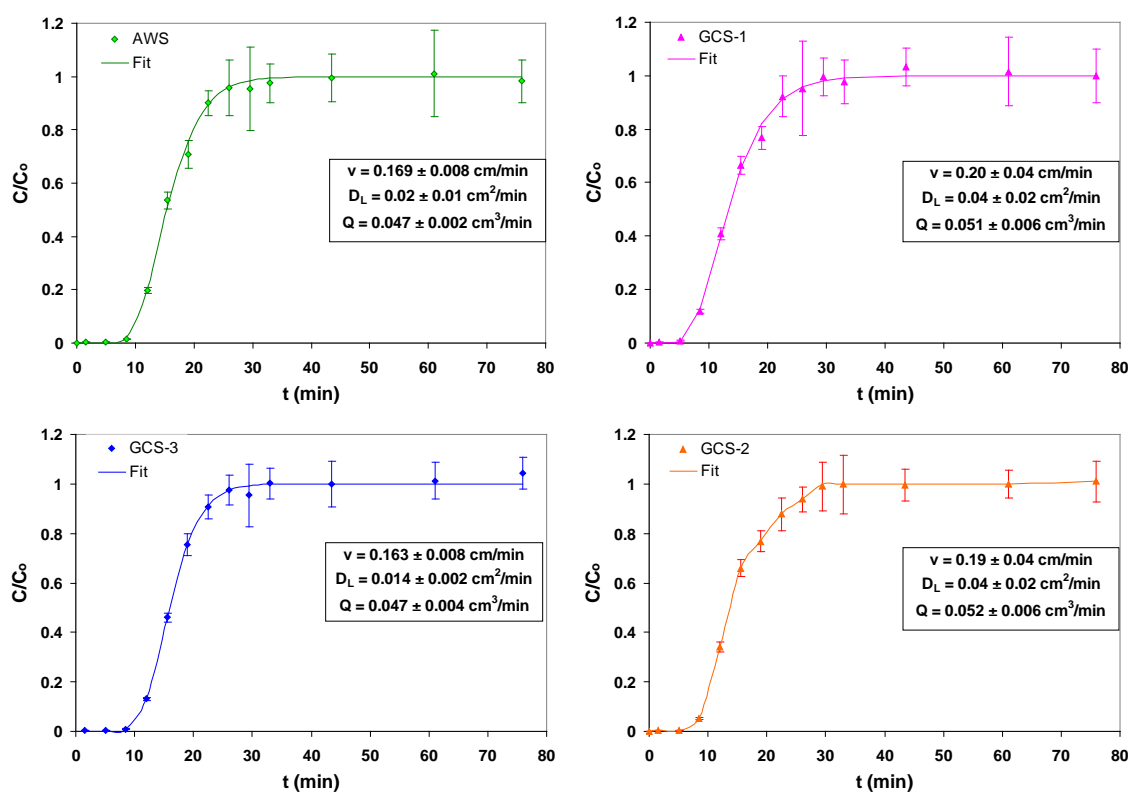 AWS
Fit
C/Co
1.2
1
0.8
0.6
0.4
0.2
0
v = 0.169 ± 0.008 cm/min
DL = 0.02 ± 0.01 cm2/min
Q = 0.047 ± 0.002 cm3/min
0 10 20 30 40 50 60 70 80
t (min)
GCS-1
Fit
C/Co
1.2
1
0.8
0.6
0.4
0.2
0
v = 0.20 ± 0.04 cm/min
DL = 0.04 ± 0.02 cm2/min
Q = 0.051 ± 0.006 cm3/min
0 10 20 30 40 50 60 70 80
t (min)
GCS-3
Fit
C/Co
1.2
1
0.8
0.6
0.4
0.2
0
v = 0.163 ± 0.008 cm/min
DL = 0.014 ± 0.002 cm2/min
Q = 0.047 ± 0.004 cm3/min
0 10 20 30 40 50 60 70 80
t (min)
GCS-2
Fit
C/Co
1.2
1
0.8
0.6
0.4
0.2
0
v = 0.19 ± 0.04 cm/min
DL = 0.04 ± 0.02 cm2/min
Q = 0.052 ± 0.006 cm3/min
0 10 20 30 40 50 60 70 80
t (min)